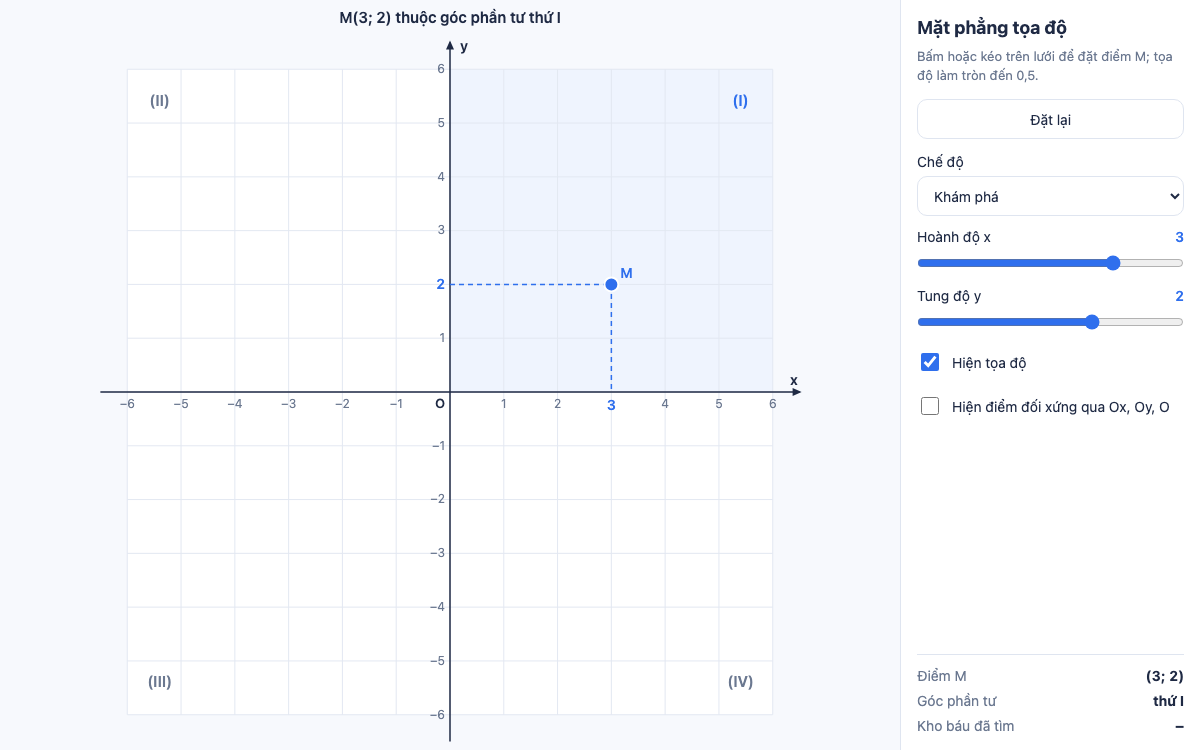 M(3; 2) thuộc góc phần tư thứ I
y
6
(II)
(I)
5
4
3
M
2
1
x
−6 −5 −4 −3 −2 −1 O 1 2 3 4 5 6
−1
−2
−3
−4
−5
(III)
(IV)
−6
Mặt phẳng tọa độ
Bấm hoặc kéo trên lưới để đặt điểm M; tọa
độ làm tròn đến 0,5.
Đặt lại
Chế độ
Khám phá
Hoành độ x 3
Tung độ y 2
Hiện tọa độ
Hiện điểm đối xứng qua Ox, Oy, O
Điểm M (3; 2)
Góc phần tư thứ I
Kho báu đã tìm –